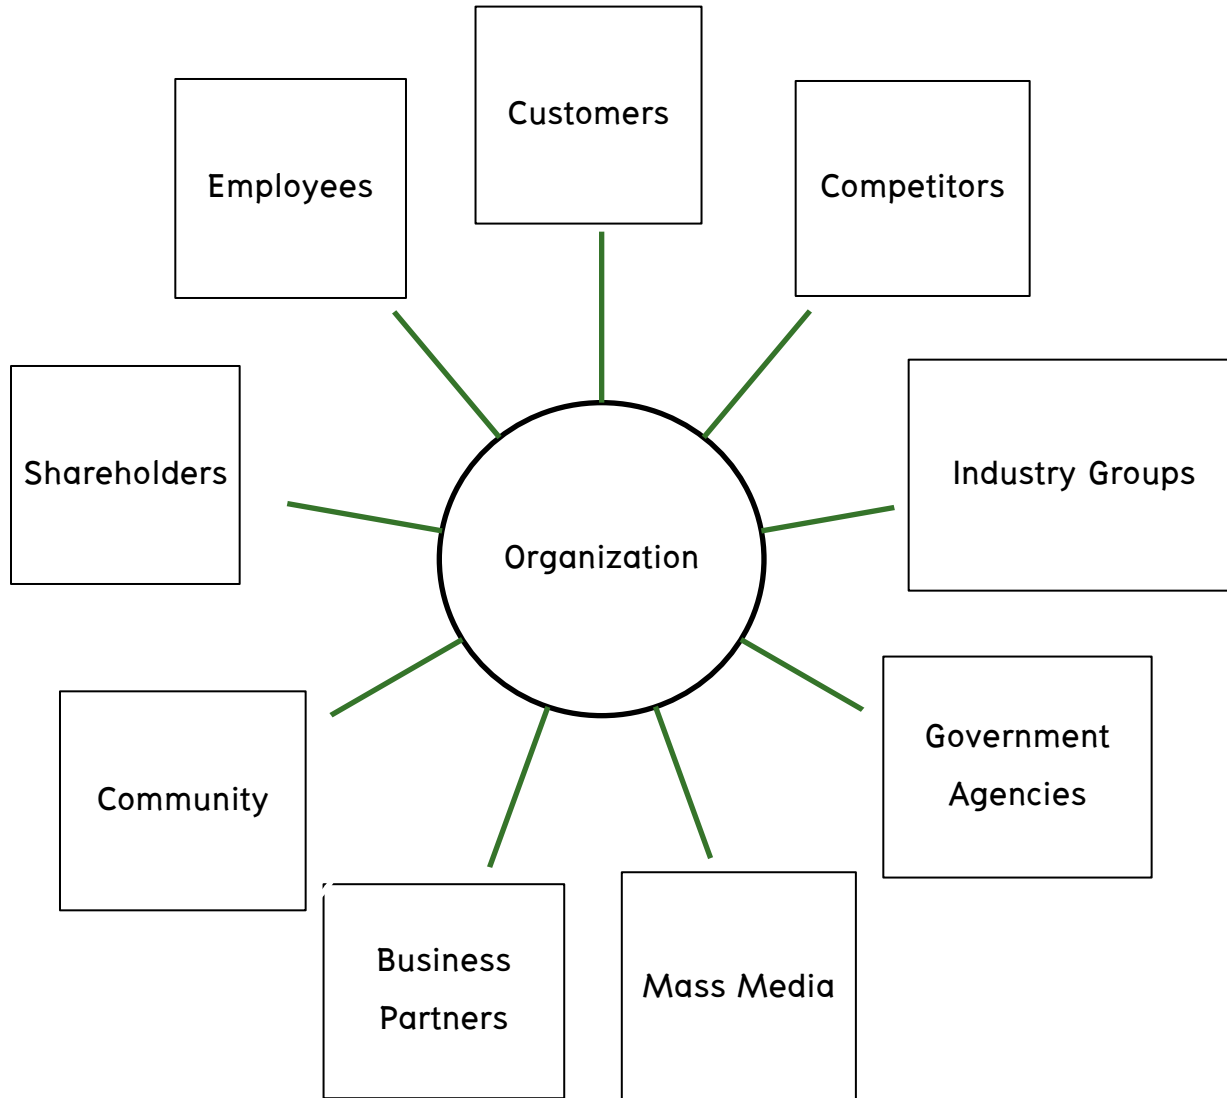 Customers
Employees
Competitors
Shareholders
Industry Groups
Organization
Government
Agencies
Community
Business
Partners
Mass Media